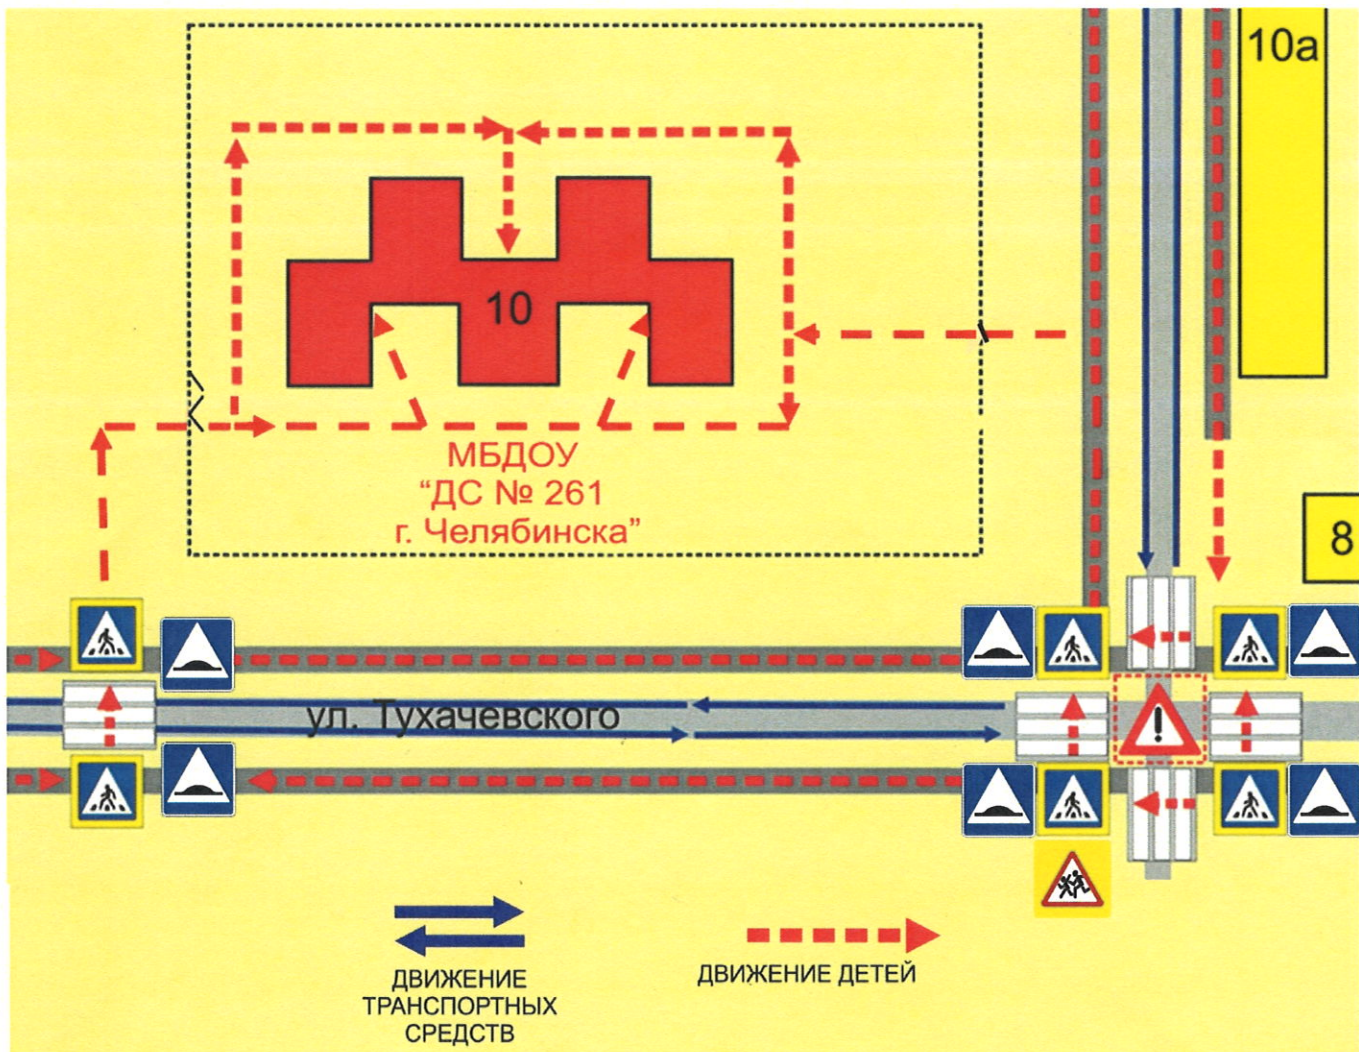 10а
10
МБДОУ
“ДС № 261
г. Челябинска”
8
ул. Тухачевского
ДВИЖЕНИЕ
ТРАНСПОРТНЫХ
СРЕДСТВ
ДВИЖЕНИЕ ДЕТЕЙ